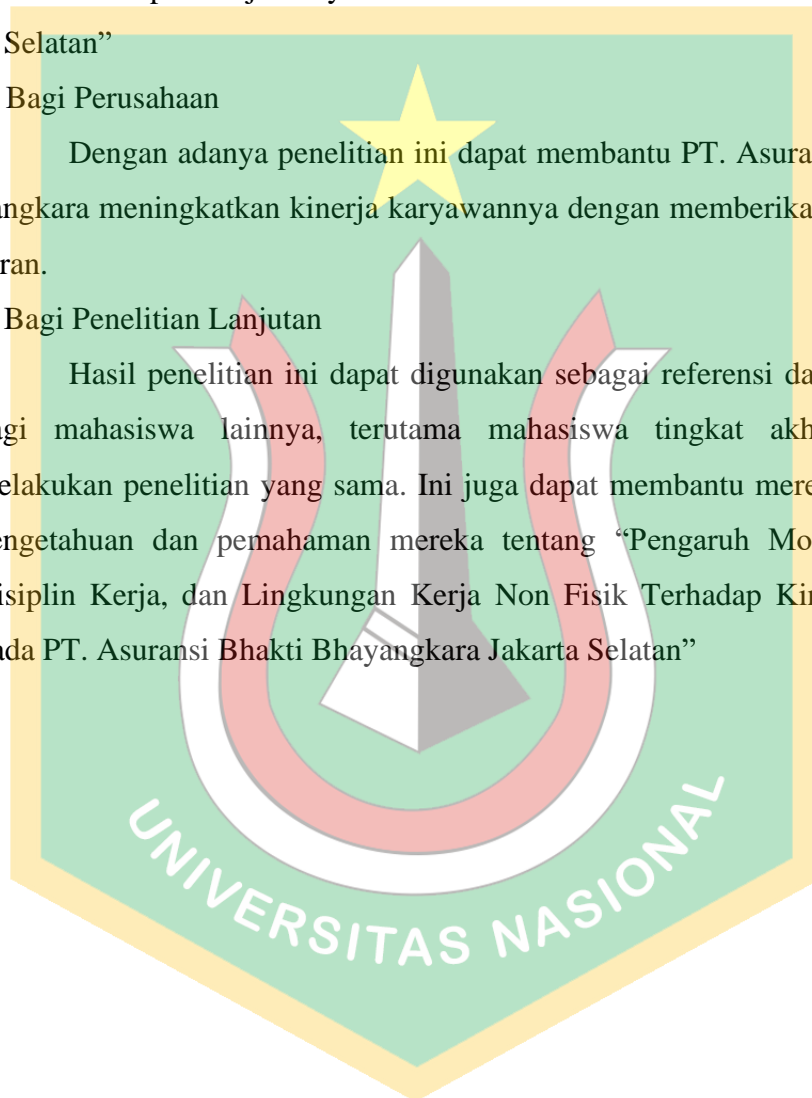 Selatan”
Bagi Perusahaan
Dengan adanya penelitian ini dapat membantu PT. Asura
angkara meningkatkan kinerja karyawannya dengan memberika
ran.
Bagi Penelitian Lanjutan
Hasil penelitian ini dapat digunakan sebagai referensi da
agi mahasiswa lainnya, terutama mahasiswa tingkat akh
elakukan penelitian yang sama. Ini juga dapat membantu mere
engetahuan dan pemahaman mereka tentang “Pengaruh Mo
isiplin Kerja, dan Lingkungan Kerja Non Fisik Terhadap Kin
ada PT. Asuransi Bhakti Bhayangkara Jakarta Selatan”
UNIVERSITAS NASIONAL